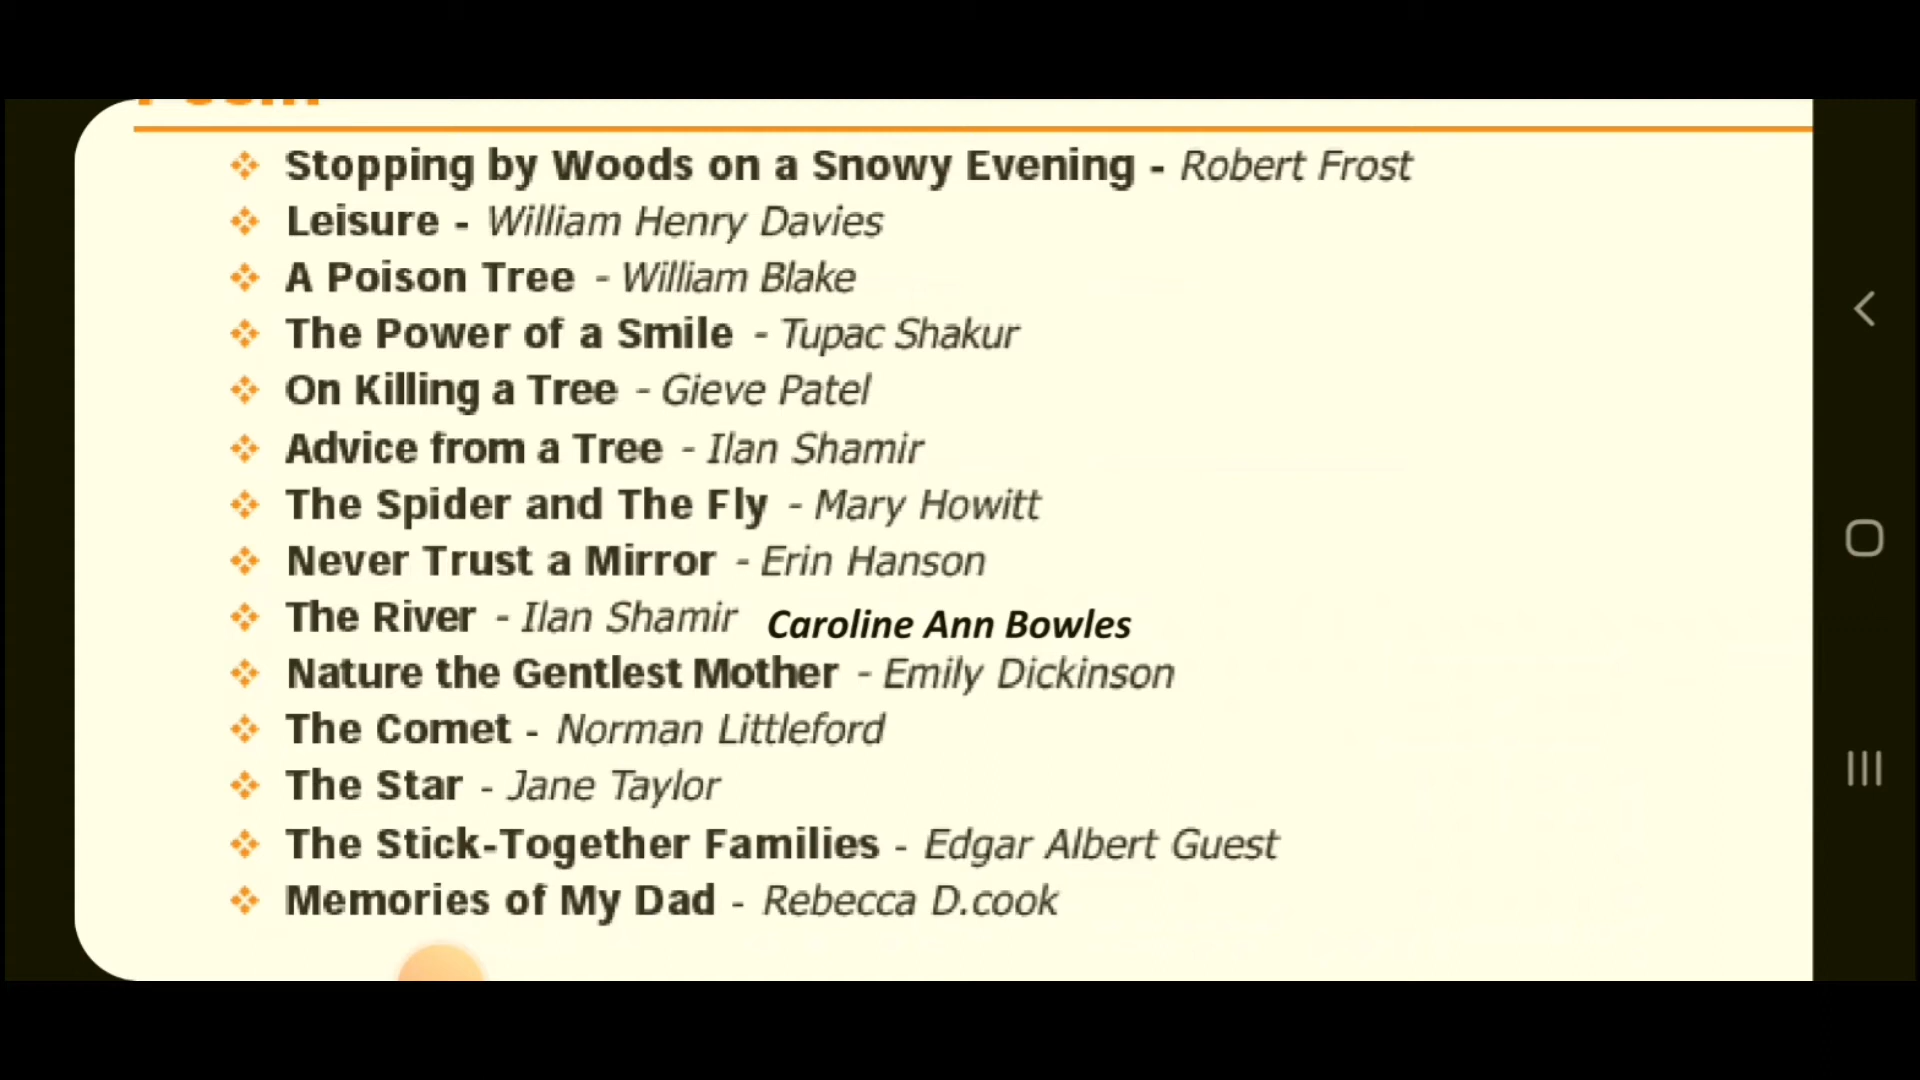 Stopping by Woods on a Snowy Evening - Robert Frost
Leisure - William Henry Davies
A Poison Tree - William Blake
The Power of a Smile - Tupac Shakur
On Killing a Tree - Gieve Patel
Advice from a Tree - Ilan Shamir
The Spider and The Fly - Mary Howitt
Never Trust a Mirror - Erin Hanson
The River - Ilan Shamir Caroline Ann Bowles
Nature the Gentlest Mother - Emily Dickinson
The Comet - Norman Littleford
The Star - Jane Taylor
The Stick-Together Families - Edgar Albert Guest
Memories of My Dad - Rebecca D.cook